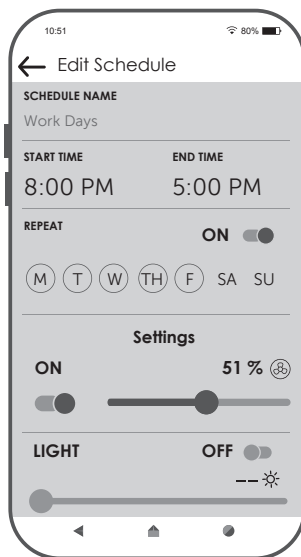 10:51 80%
Edit Schedule
SCHEDULE NAME
Work Days
START TIME END TIME
8:00 PM 5:00 PM
REPEAT ON
M T W TH F SA SU
Settings
ON 51 %
LIGHT OFF
--